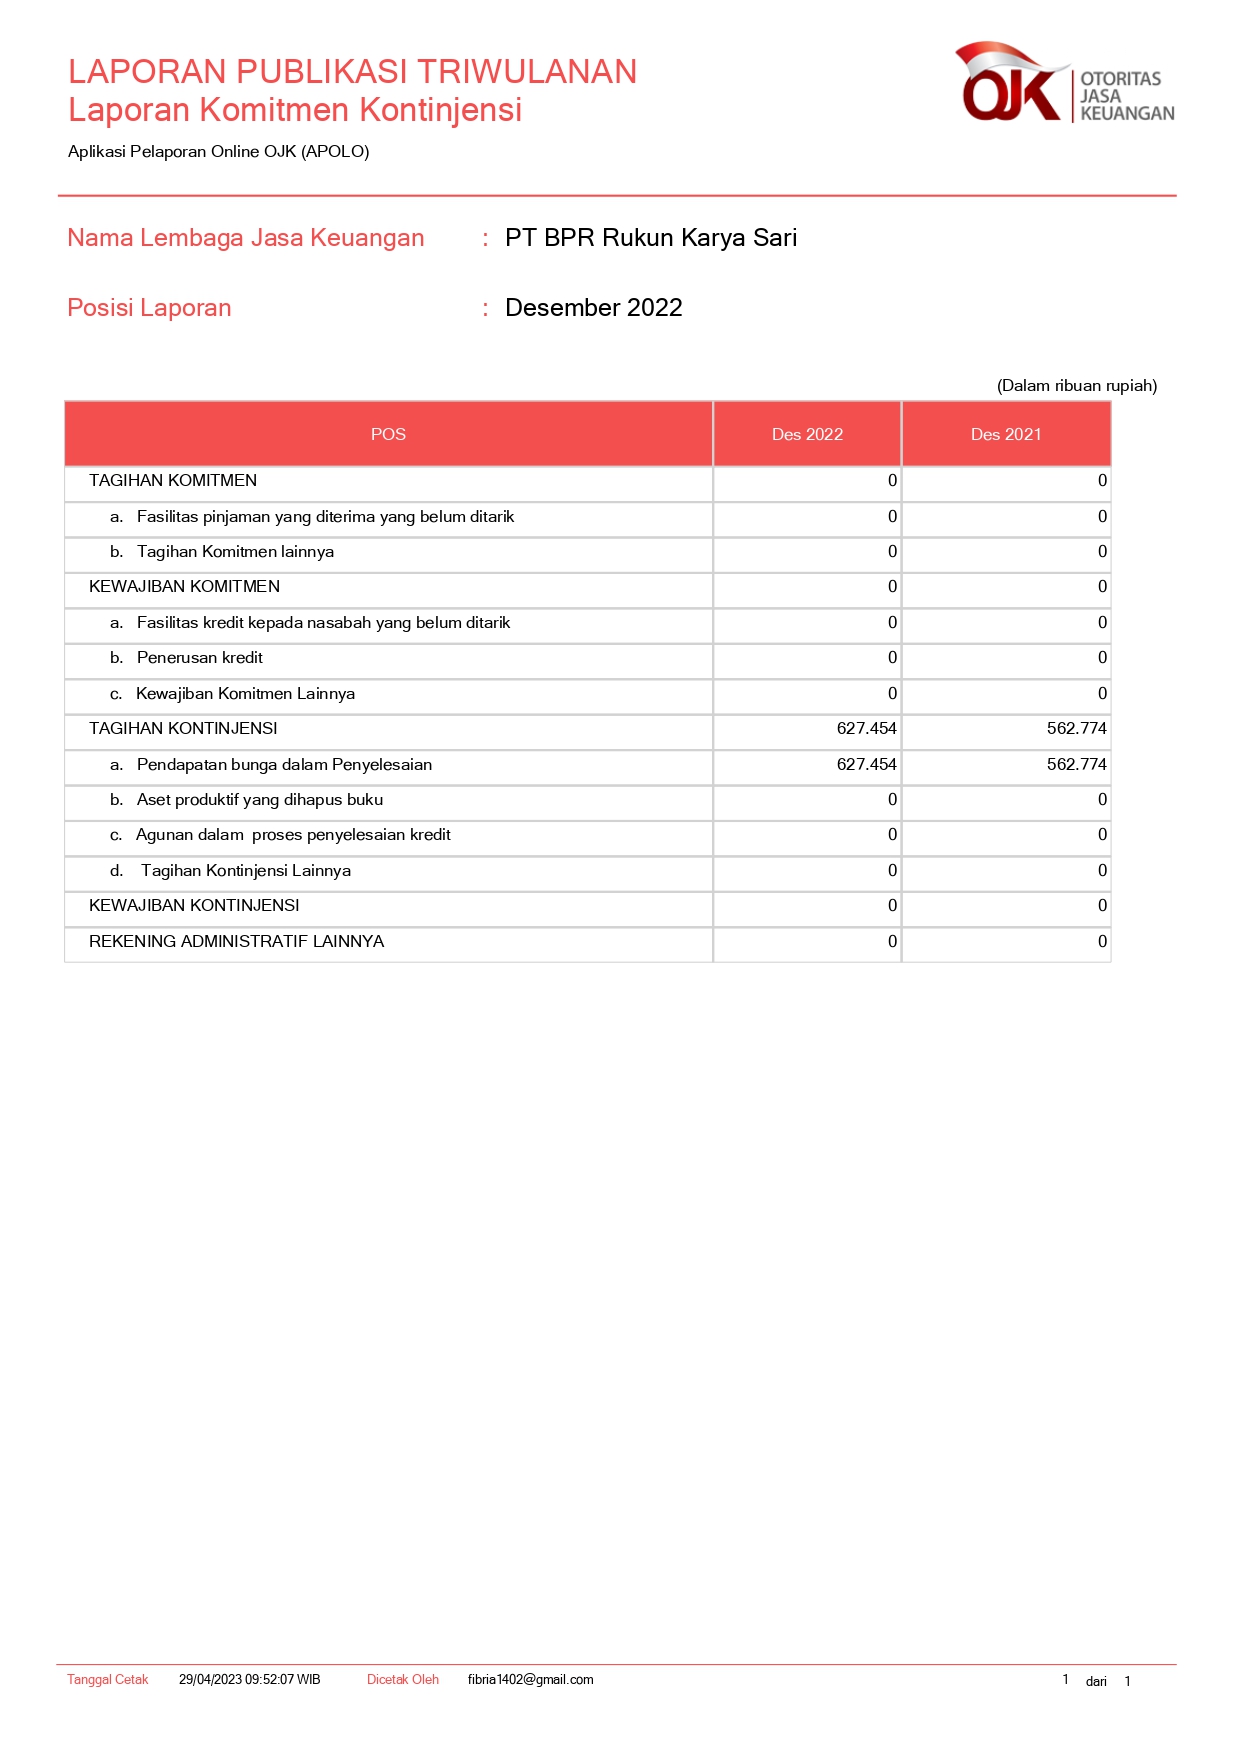 LAPORAN PUBLIKASI TRIWULANAN
Laporan Komitmen Kontinjensi
Aplikasi Pelaporan Online OJK (APOLO)
OJK OTORITAS
JASA
KEUANGAN
Nama Lembaga Jasa Keuangan : PT BPR Rukun Karya Sari
Posisi Laporan : Desember 2022
(Dalam ribuan rupiah)
POS Des 2022 Des 2021
TAGIHAN KOMITMEN 0 0
a. Fasilitas pinjaman yang diterima yang belum ditarik 0 0
b. Tagihan Komitmen lainnya 0 0
KEWAJIBAN KOMITMEN 0 0
a. Fasilitas kredit kepada nasabah yang belum ditarik 0 0
b. Penerusan kredit 0 0
c. Kewajiban Komitmen Lainnya 0 0
TAGIHAN KONTINJENSI 627.454 562.774
a. Pendapatan bunga dalam Penyelesaian 627.454 562.774
b. Aset produktif yang dihapus buku 0 0
c. Agunan dalam proses penyelesaian kredit 0 0
d. Tagihan Kontinjensi Lainnya 0 0
KEWAJIBAN KONTINJENSI 0 0
REKENING ADMINISTRATIF LAINNYA 0 0
Tanggal Cetak 29/04/2023 09:52:07 WIB Dicetak Oleh fibria1402@gmail.com 1 dari 1